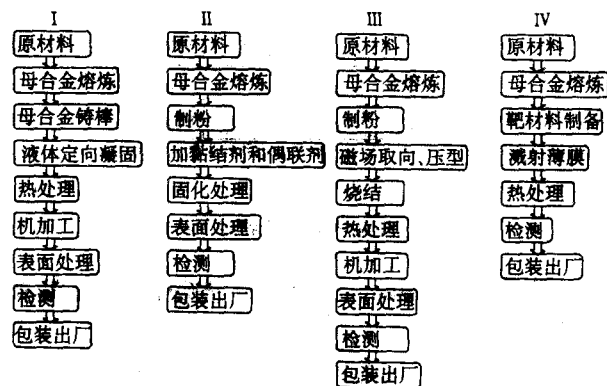 I
原材料
母合金熔炼
母合金铸棒
液体定向凝固
热处理
机加工
表面处理
检测
包装出厂
II
原材料
母合金熔炼
制粉
加黏结剂和偶联剂
固化处理
表面处理
检测
包装出厂
III
原材料
母合金熔炼
制粉
磁场取向、压型
烧结
热处理
机加工
表面处理
检测
包装出厂
IV
原材料
母合金熔炼
靶材料制备
溅射薄膜
热处理
检测
包装出厂